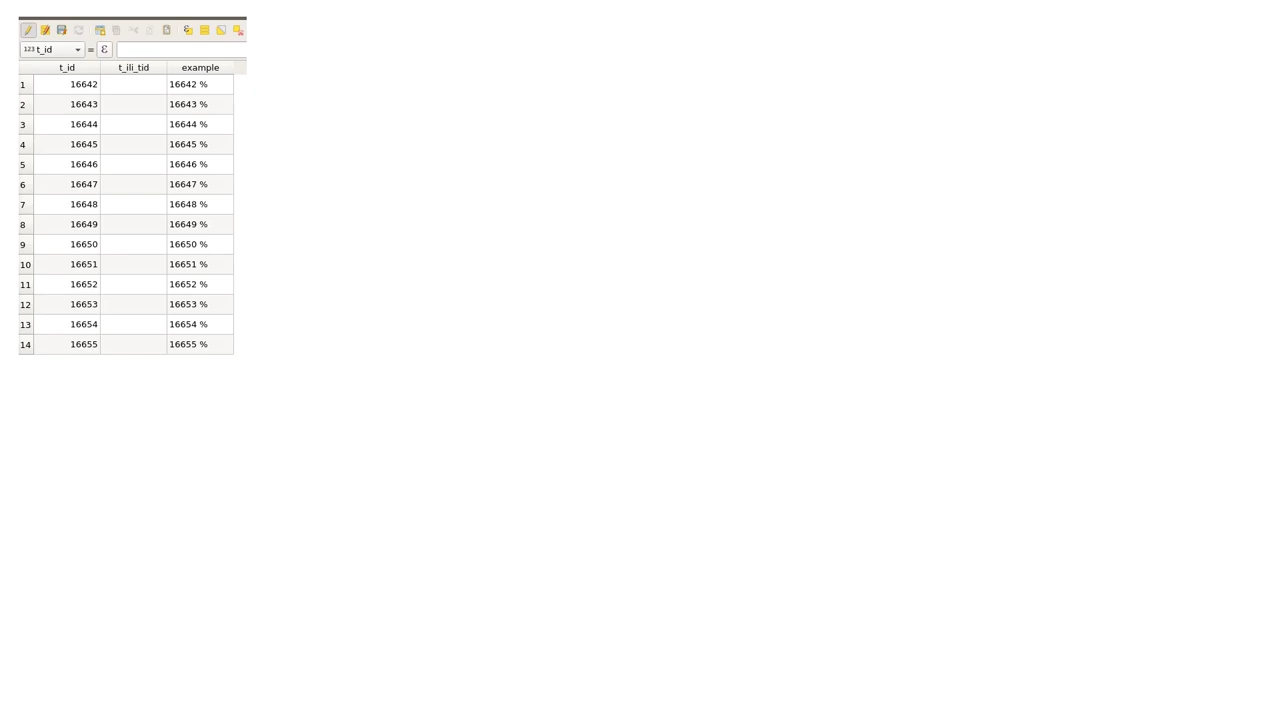 123 t_id = ε
t_id t_ili_tid example
1 16642 16642 %
2 16643 16643 %
3 16644 16644 %
4 16645 16645 %
5 16646 16646 %
6 16647 16647 %
7 16648 16648 %
8 16649 16649 %
9 16650 16650 %
10 16651 16651 %
11 16652 16652 %
12 16653 16653 %
13 16654 16654 %
14 16655 16655 %